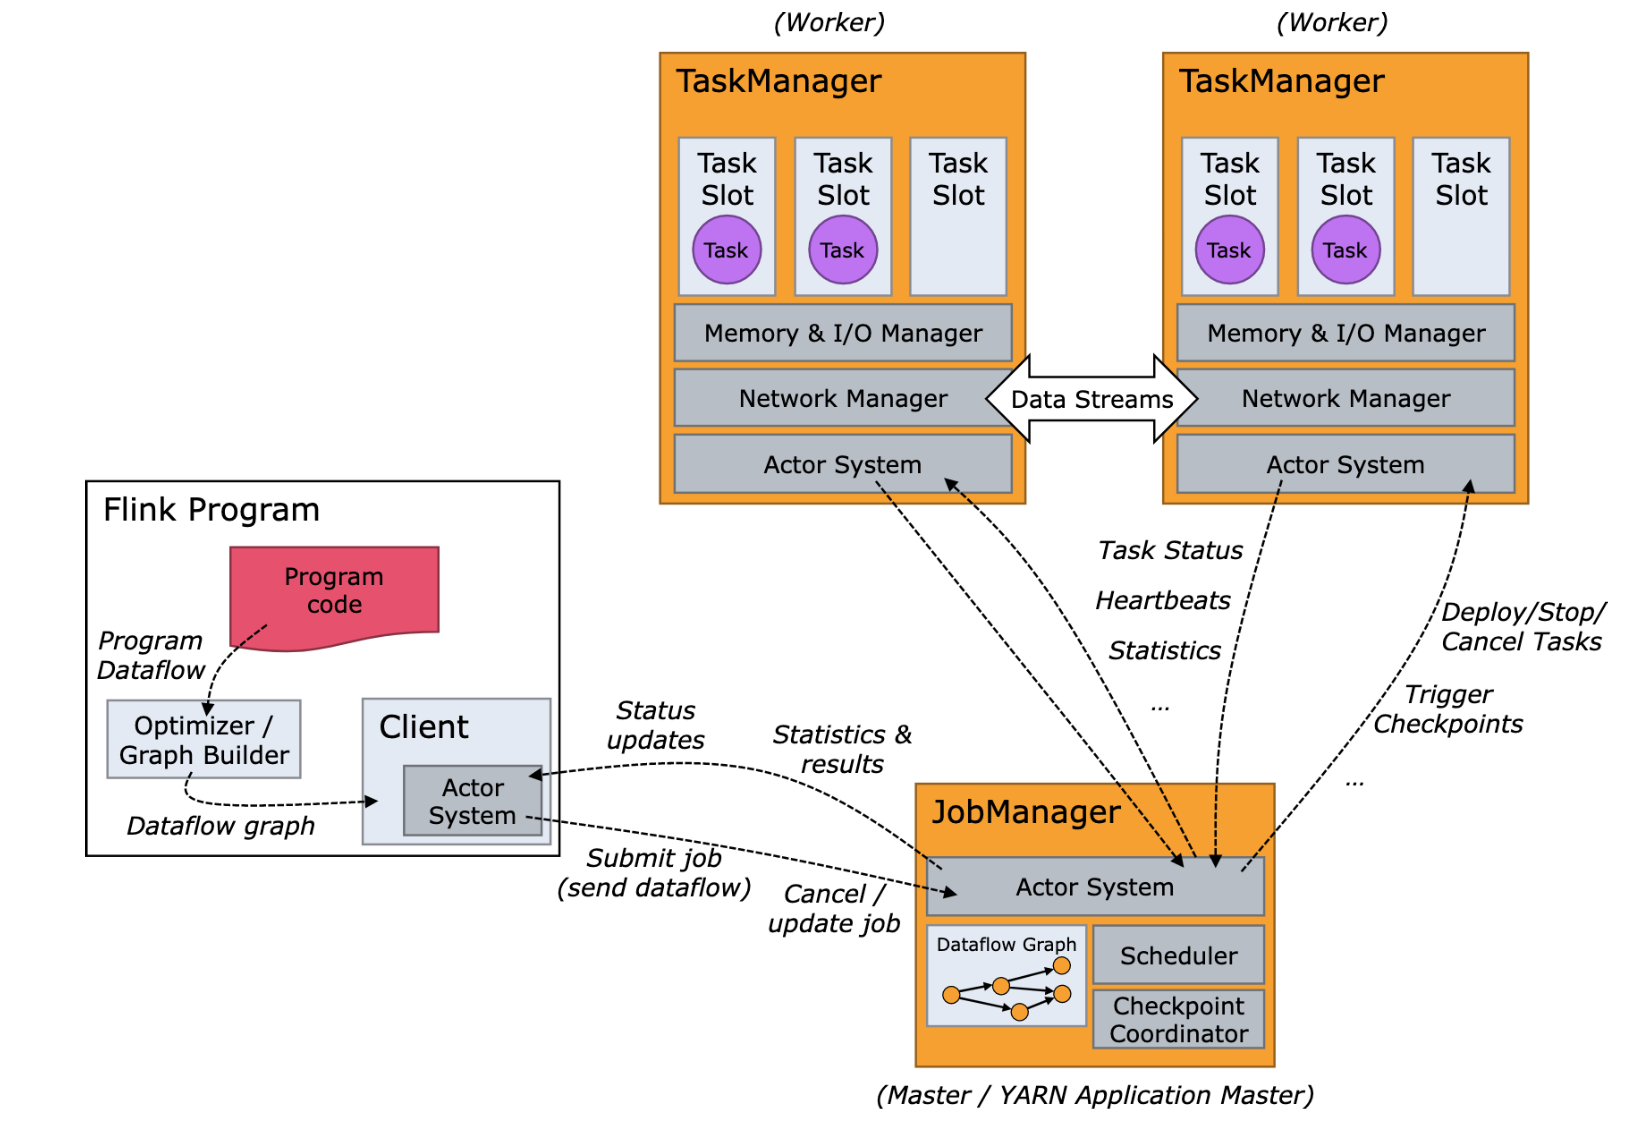 (Worker)
TaskManager
Task
Slot
Task
Task
Slot
Task
Task
Slot
Memory & I/O Manager
Network Manager
Actor System
Data Streams
(Worker)
TaskManager
Task
Slot
Task
Task
Slot
Task
Task
Slot
Memory & I/O Manager
Network Manager
Actor System
Flink Program
Program
code
Program
Dataflow
Optimizer /
Graph Builder
Dataflow graph
Client
Actor
System
Status
updates
Statistics &
results
Submit job
(send dataflow)
Cancel /
update job
Task Status
Heartbeats
Statistics
...
Deploy/Stop/
Cancel Tasks
Trigger
Checkpoints
...
JobManager
Actor System
Dataflow Graph
Scheduler
Checkpoint
Coordinator
(Master / YARN Application Master)